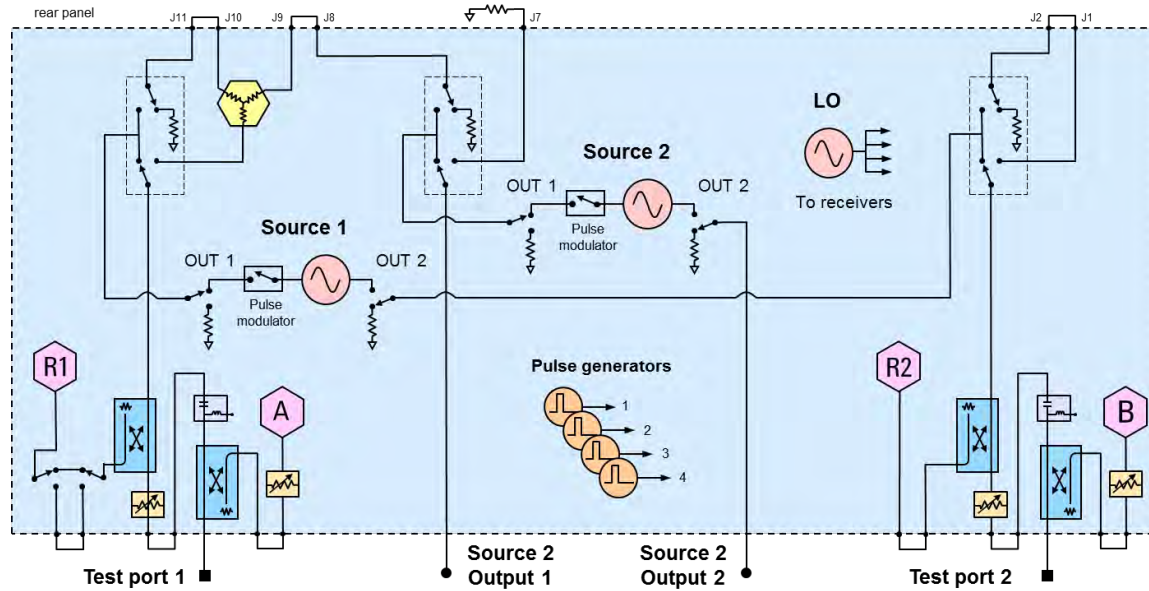 rear panel
J11
J10
J9
J8
J7
J2
J1
LO
To receivers
Source 2
OUT 1
OUT 2
Pulse
modulator
Source 1
OUT 1
OUT 2
Pulse
modulator
R1
A
Pulse generators
1
2
3
4
R2
B
Test port 1
Source 2
Output 1
Source 2
Output 2
Test port 2